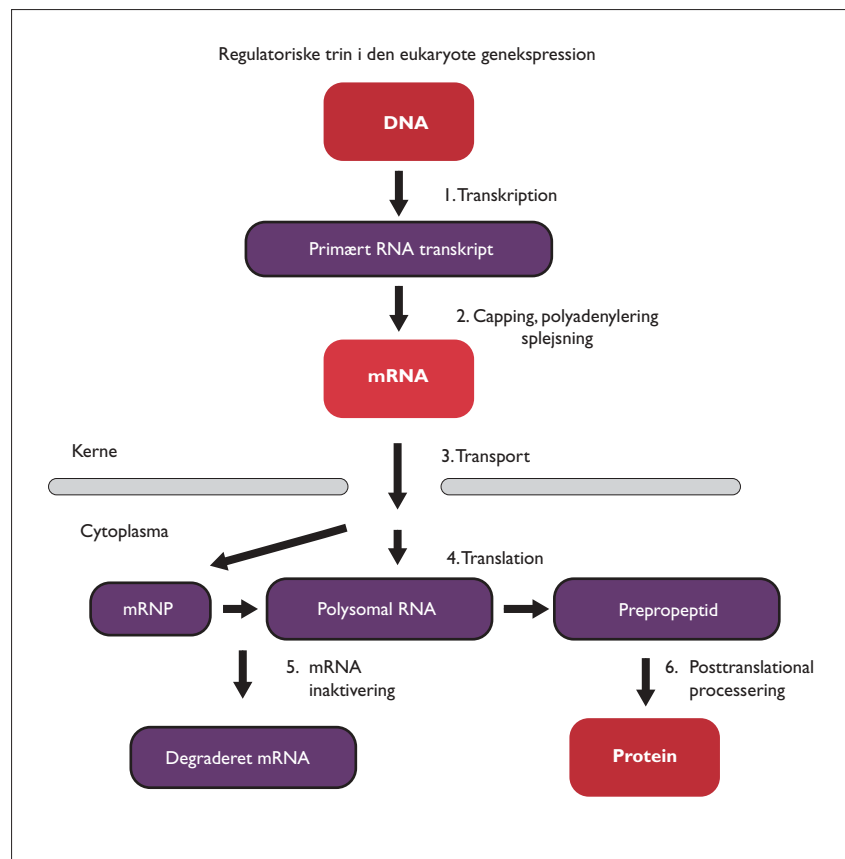 Regulatoriske trin i den eukaryote genekspression
DNA
1. Transkription
Primært RNA transkript
2. Capping, polyadenylering
splejsning
mRNA
Kerne
3. Transport
Cytoplasma
4. Translation
mRNP
Polysomal RNA
Prepropeptid
5. mRNA
inaktivering
6. Posttranslational
processering
Degraderet mRNA
Protein